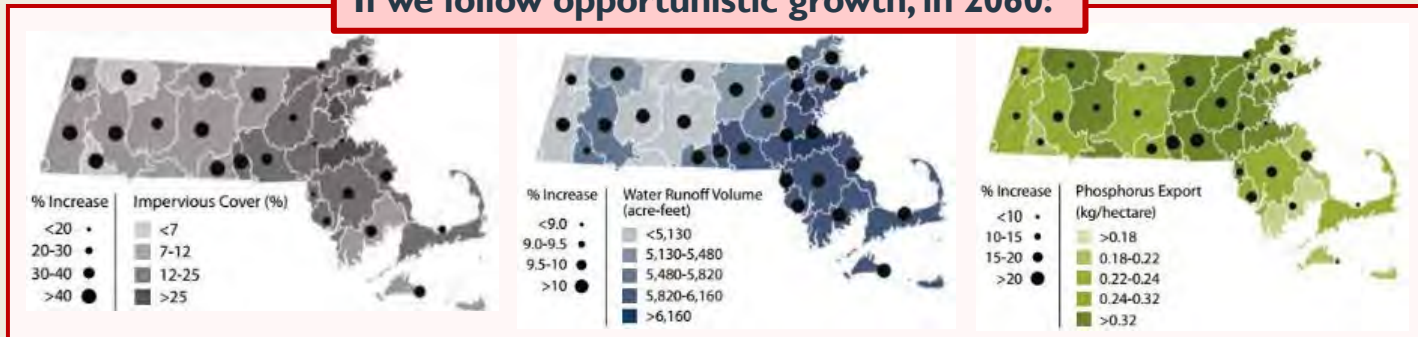 If we follow opportunistic growth, in 2060:
% Increase
<20
20-30
30-40
>40
Impervious Cover (%)
<7
7-12
12-25
>25
% Increase
<9.0
9.0-9.5
9.5-10
>10
Water Runoff Volume
(acre-feet)
<5,130
5,130-5,480
5,480-5,820
5,820-6,160
>6,160
% Increase
<10
10-15
15-20
>20
Phosphorus Export
(kg/hectare)
>0.18
0.18-0.22
0.22-0.24
0.24-0.32
>0.32